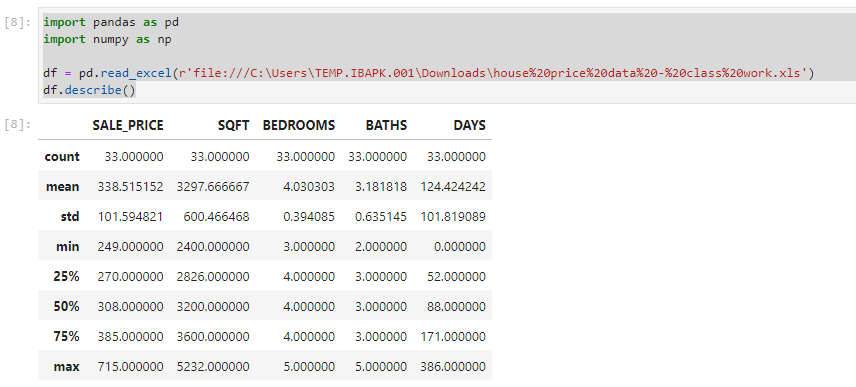 [8]: import pandas as pd
import numpy as np
df = pd.read_excel(r'file:///C:\Users\TEMP.IBAPK.001\Downloads\house%20price%20data%20-%20class%20work.xls')
df.describe()
[8]: SALE_PRICE SQFT BEDROOMS BATHS DAYS
count 33.000000 33.000000 33.000000 33.000000 33.000000
mean 338.515152 3297.666667 4.030303 3.181818 124.424242
std 101.594821 600.466468 0.394085 0.635145 101.819089
min 249.000000 2400.000000 3.000000 2.000000 0.000000
25% 270.000000 2826.000000 4.000000 3.000000 52.000000
50% 308.000000 3200.000000 4.000000 3.000000 88.000000
75% 385.000000 3600.000000 4.000000 3.000000 171.000000
max 715.000000 5232.000000 5.000000 5.000000 386.000000